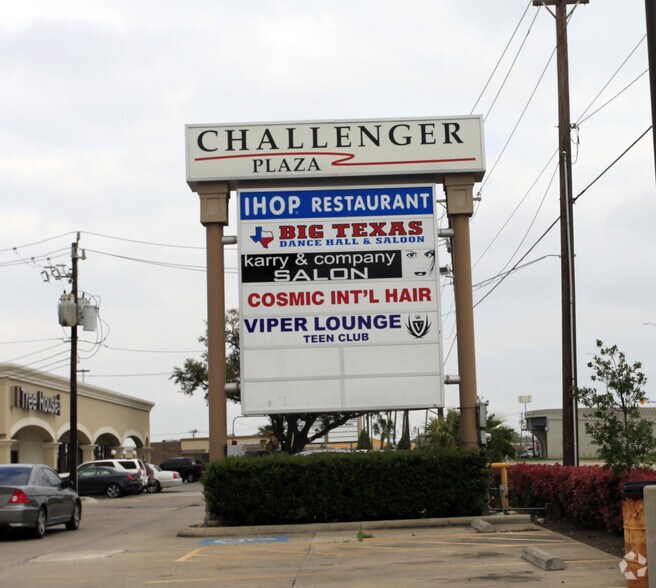 CHALLENGER
PLAZA
IHOP RESTAURANT
BIG TEXAS
DANCE HALL & SALOON
karry & company
SALON
COSMIC INT'L HAIR
VIPER LOUNGE
TEEN CLUB
Tree House